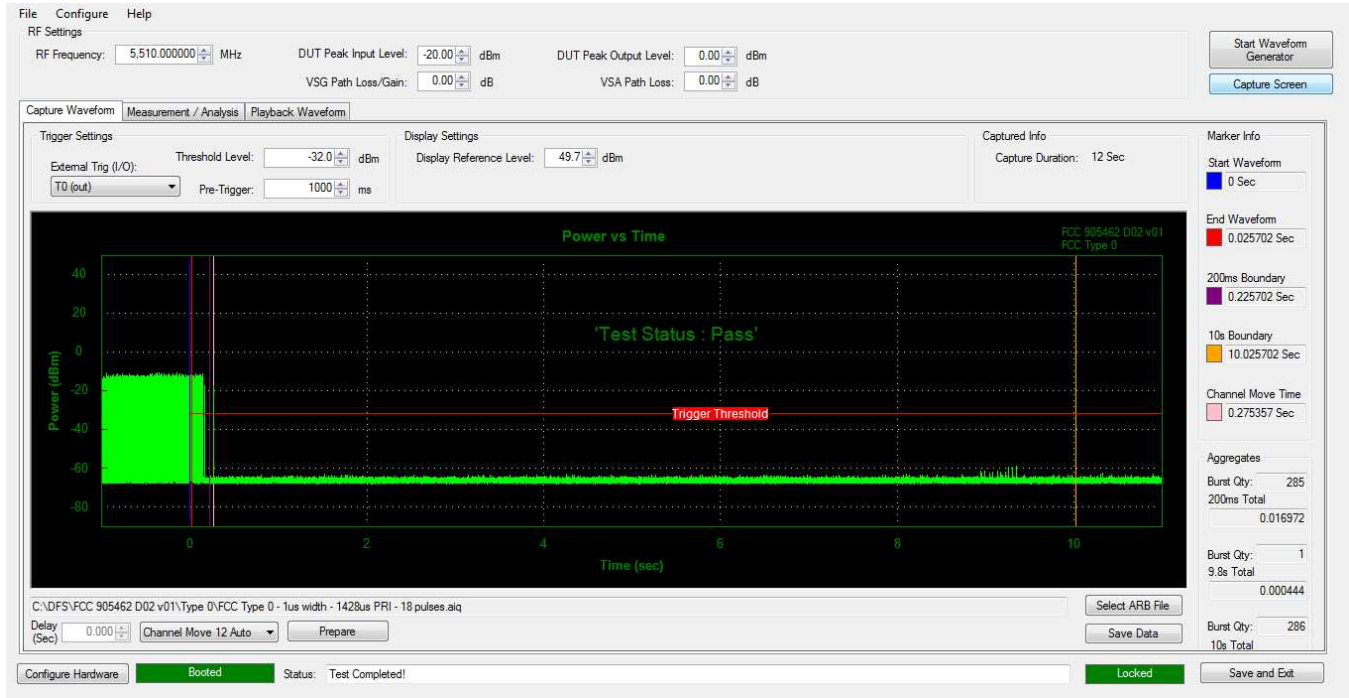 File Configure Help
RF Settings
RF Frequency: 5,510.000000 MHz DUT Peak Input Level: -20.00 dBm DUT Peak Output Level: 0.00 dBm
VSG Path Loss/Gain: 0.00 dB VSA Path Loss: 0.00 dB
Start Waveform
Generator
Capture Screen
Capture Waveform Measurement / Analysis Playback Waveform
Trigger Settings
External Trig (I/O):
T0 (out)
Threshold Level: -32.0 dBm
Pre-Trigger: 1000 ms
Display Settings
Display Reference Level: 49.7 dBm
Captured Info
Capture Duration: 12 Sec
Marker Info
Start Waveform
0 Sec
End Waveform
0.025702 Sec
200ms Boundary
0.225702 Sec
10s Boundary
10.025702 Sec
Channel Move Time
0.275357 Sec
Aggregates
Burst Qty: 285
200ms Total
0.016972
Burst Qty: 1
9.8s Total
0.000444
Burst Qty: 286
10s Total
Power vs Time
FCC 905462 D02 v01
FCC Type 0
'Test Status : Pass'
Trigger Threshold
Power (dBm)
40
20
0
-20
-40
-60
-80
0 2 4 6 8 10
Time (sec)
C:\DFS\FCC 905462 D02 v01\Type 0\FCC Type 0 - 1us width - 1428us PRI - 18 pulses.aiq
Select ARB File
Delay
(Sec)
0.000 Channel Move 12 Auto Prepare
Save Data
Configure Hardware Booted Status: Test Completed! Locked Save and Exit